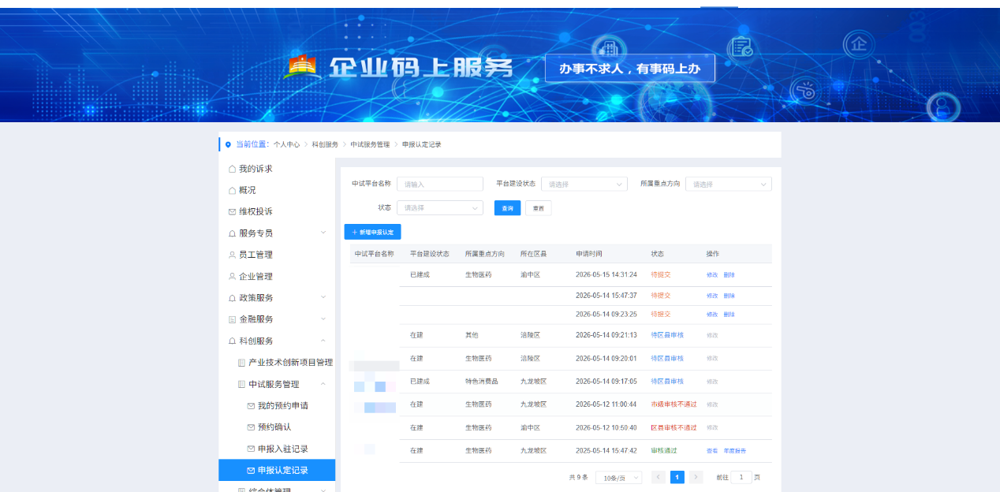 企业码上服务
办事不求人，有事码上办
企
当前位置： 个人中心 > 科创服务 > 中试服务管理 > 申报认定记录
我的诉求
概况
维权投诉
服务专员
员工管理
企业管理
政策服务
金融服务
科创服务
产业技术创新项目管理
中试服务管理
我的预约申请
预约确认
申报入驻记录
申报认定记录
综合体管理
中试平台名称 请输入 平台建设状态 请选择 所属重点方向 请选择
状态 请选择 查询 重置
+ 新增申报认定
中试平台名称 平台建设状态 所属重点方向 所在区县 申请时间 状态 操作
已建成 生物医药 渝中区 2026-05-15 14:31:24 待提交 修改 删除
2026-05-14 15:47:37 待提交 修改 删除
2026-05-14 09:23:25 待提交 修改 删除
在建 其他 涪陵区 2026-05-14 09:21:13 待区县审核 修改
在建 生物医药 涪陵区 2026-05-14 09:20:01 待区县审核 修改
已建成 特色消费品 九龙坡区 2026-05-14 09:17:05 待区县审核 修改
在建 生物医药 九龙坡区 2026-05-12 11:00:44 市级审核不通过 修改
在建 生物医药 渝中区 2026-05-12 10:50:40 区县审核不通过 修改
在建 生物医药 九龙坡区 2025-05-14 15:47:42 审核通过 查看 年度报告
共 9 条 10条/页 < 1 > 前往 1 页